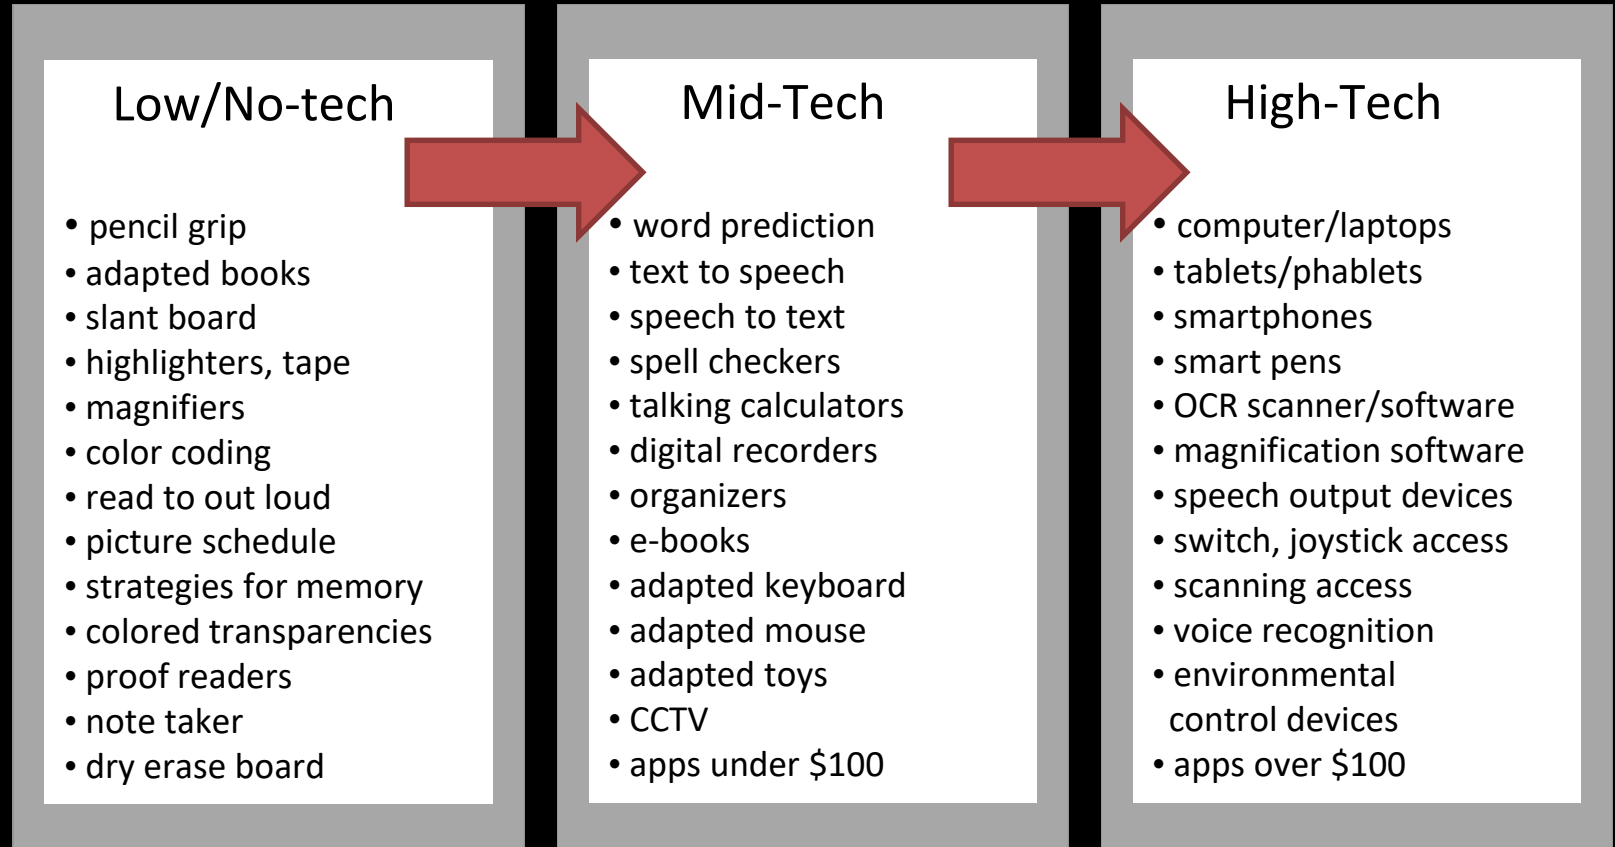 Low/No-tech
• pencil grip
• adapted books
• slant board
• highlighters, tape
• magnifiers
• color coding
• read to out loud
• picture schedule
• strategies for memory
• colored transparencies
• proof readers
• note taker
• dry erase board
Mid-Tech
• word prediction
• text to speech
• speech to text
• spell checkers
• talking calculators
• digital recorders
• organizers
• e-books
• adapted keyboard
• adapted mouse
• adapted toys
• CCTV
• apps under $100
High-Tech
• computer/laptops
• tablets/phablets
• smartphones
• smart pens
• OCR scanner/software
• magnification software
• speech output devices
• switch, joystick access
• scanning access
• voice recognition
• environmental
control devices
• apps over $100